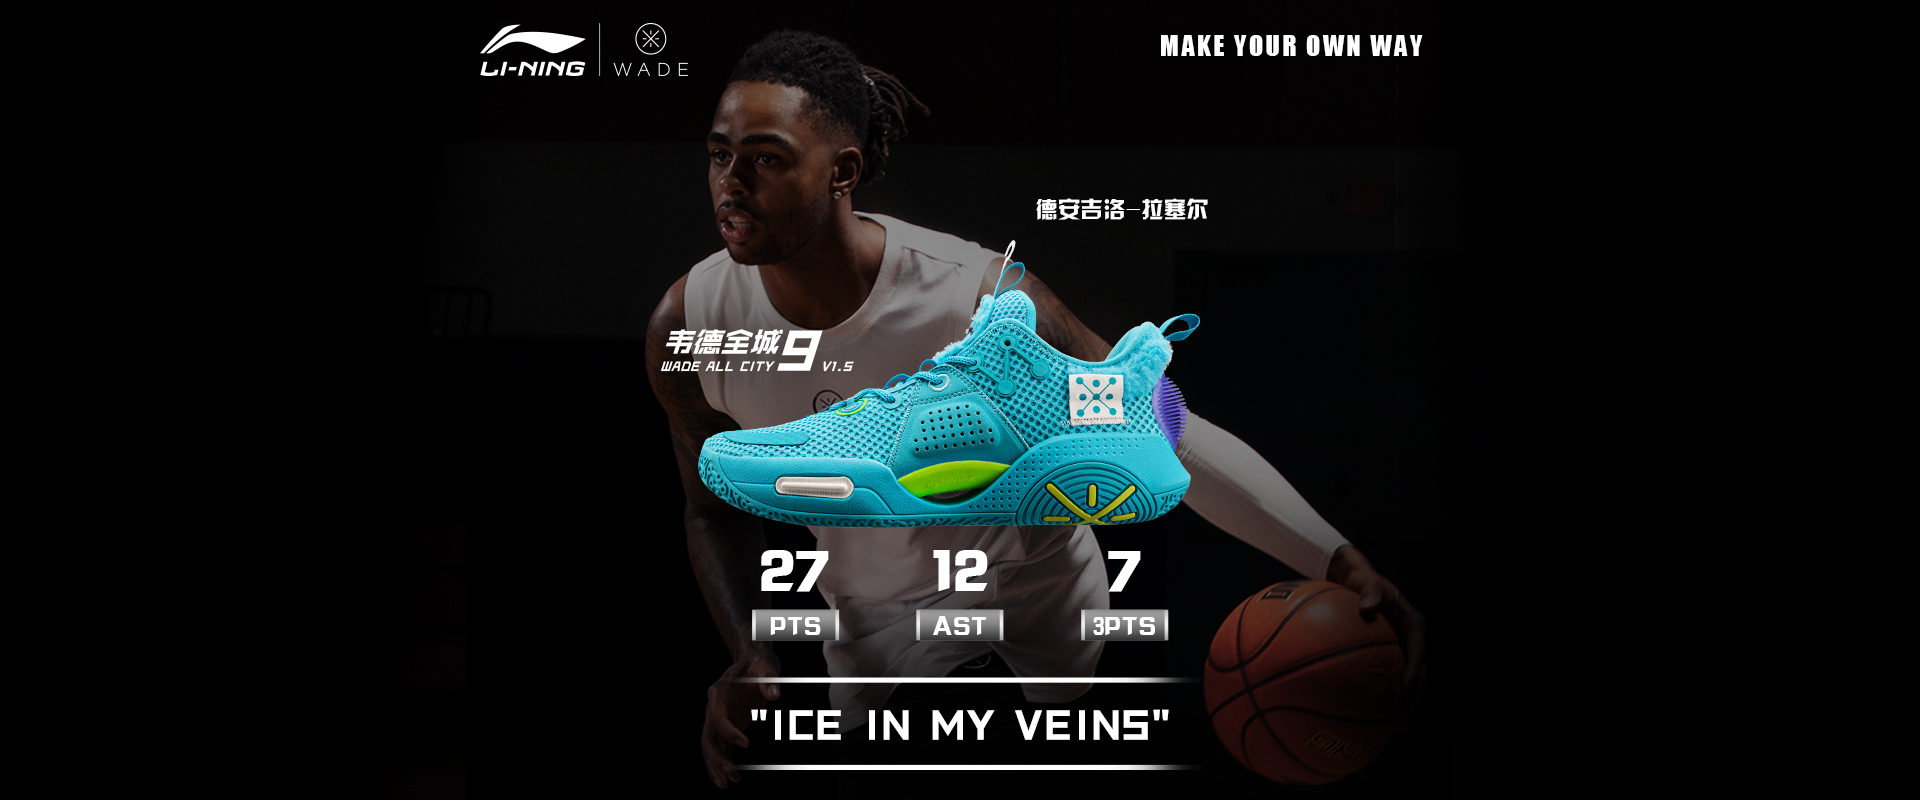 LI-NING
WADE
MAKE YOUR OWN WAY
德安吉洛-拉塞尔
韦德全城9
WADE ALL CITY V1.5
27
PTS
12
AST
7
3PTS
"ICE IN MY VEINS"